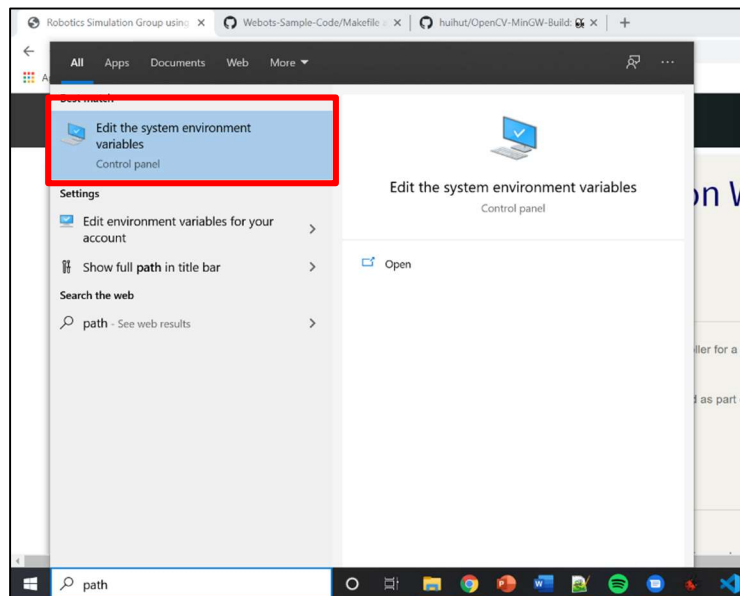 Robotics Simulation Group using
Webots-Sample-Code/Makefile
huihut/OpenCV-MinGW-Build:
All Apps Documents Web More
Best match
Edit the system environment
variables
Control panel
Settings
Edit environment variables for your
account
Show full path in title bar
Search the web
path - See web results
Edit the system environment variables
Control panel
Open
on
ller for a
as part
path